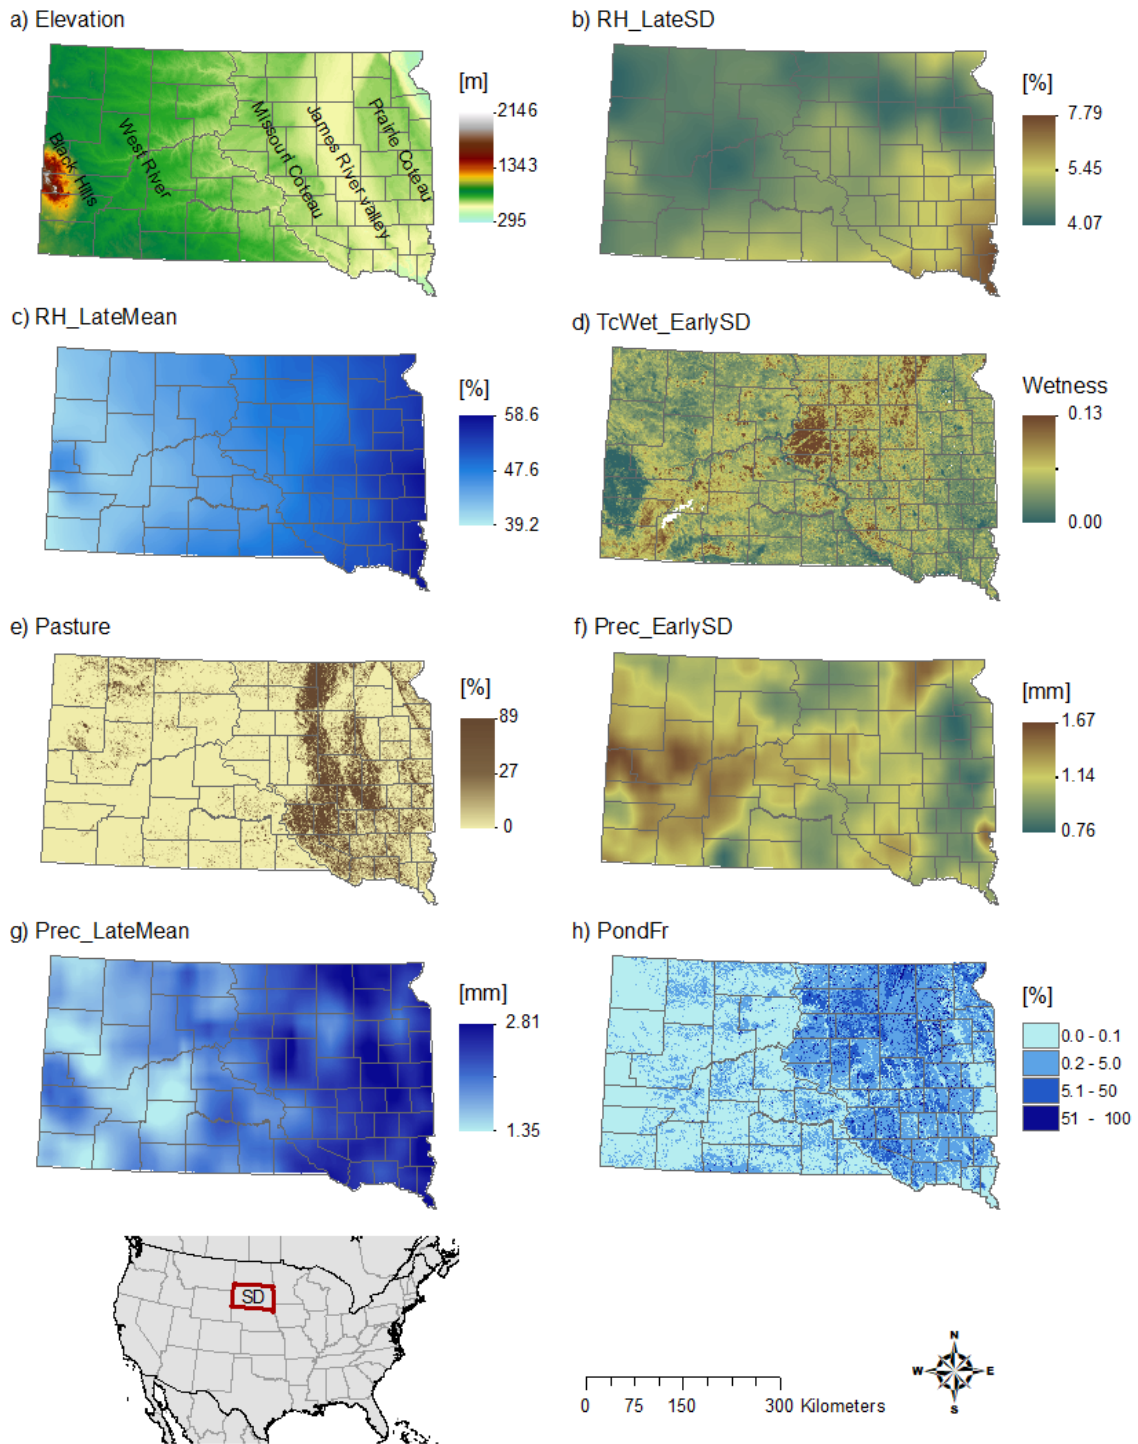 a) Elevation
[m]
2146
1343
295
Black Hills
West River
Missouri Coteau
James River valley
Prairie Coteau
b) RH_LateSD
[%]
7.79
5.45
4.07
c) RH_LateMean
[%]
58.6
47.6
39.2
d) TcWet_EarlySD
Wetness
0.13
0.00
e) Pasture
[%]
89
27
0
f) Prec_EarlySD
[mm]
1.67
1.14
0.76
g) Prec_LateMean
[mm]
2.81
1.35
h) PondFr
[%]
0.0 - 0.1
0.2 - 5.0
5.1 - 50
51 - 100
SD
N
W E
S
0 75 150 300 Kilometers